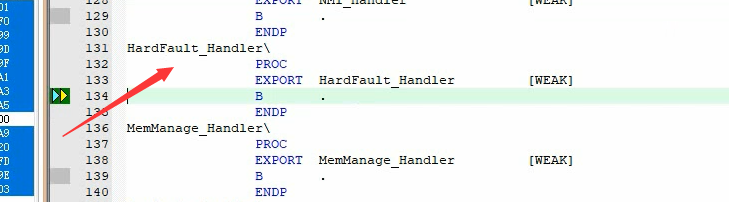 128 EXPORT NMI_Handler [WEAK]
01 129 B .
F0 130 ENDP
99 131 HardFault_Handler\
9D 132 PROC
9F 133 EXPORT HardFault_Handler [WEAK]
A1 134 B .
A3 135 ENDP
A5 136 MemManage_Handler\
00 137 PROC
A9 138 EXPORT MemManage_Handler [WEAK]
20 139 B .
FD 140 ENDP
9E
03